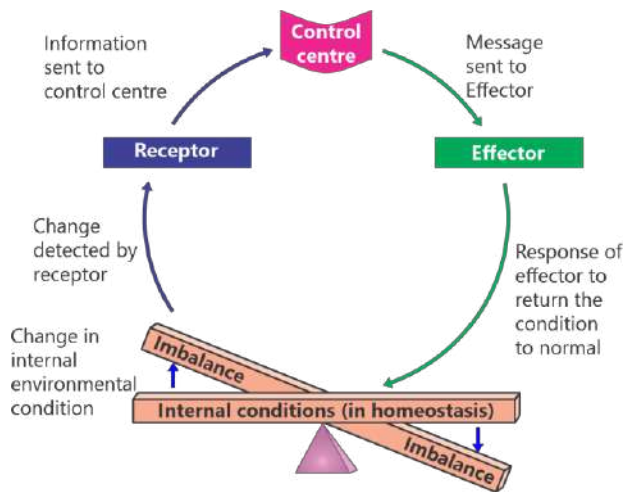 Control
centre
Information
sent to
control centre
Message
sent to
Effector
Receptor
Effector
Change
detected by
receptor
Response of
effector to
return the
condition
to normal
Change in
internal
environmental
condition
Imbalance
Internal conditions (in homeostasis)
Imbalance